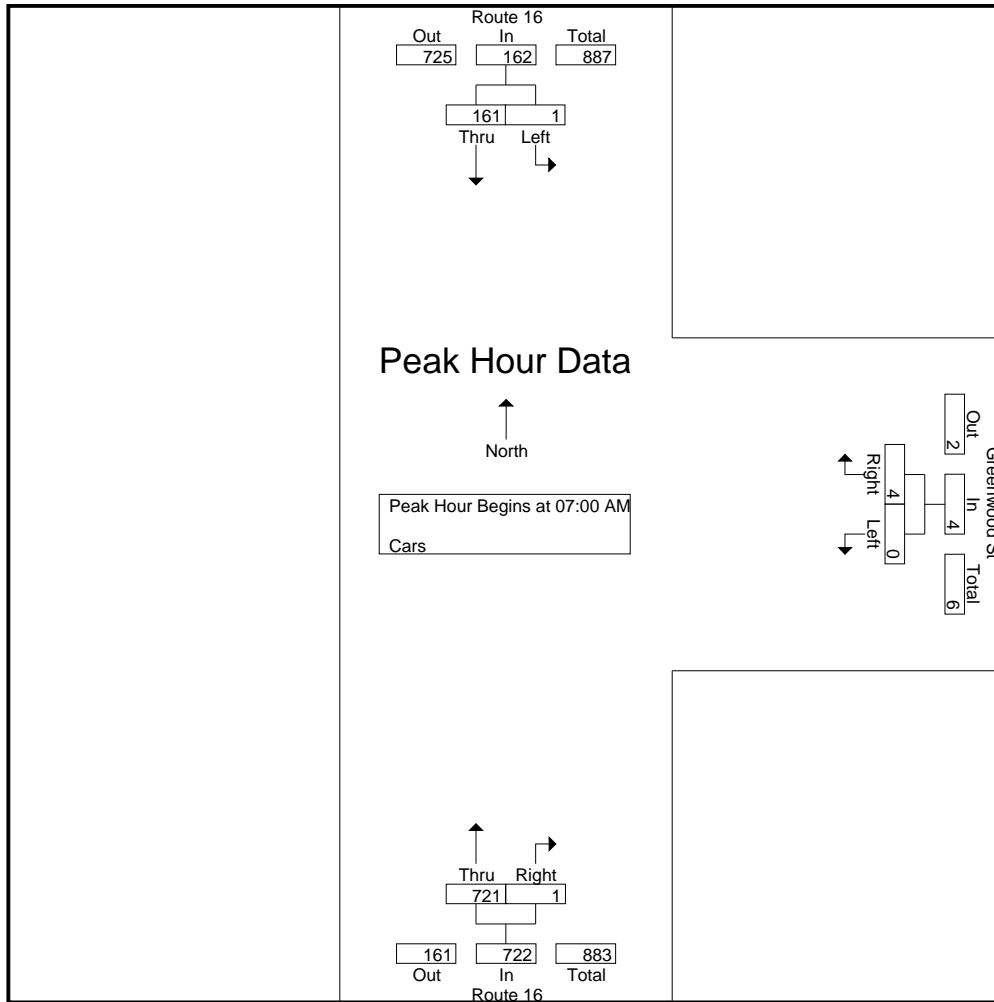 Route 16
Out In Total
725 162 887
161 1
Thru Left
Peak Hour Data
North
Peak Hour Begins at 07:00 AM
Cars
Right Left
4 0
Out In Total
2 4 6
Greenwood St
Thru Right
721 1
161 722 883
Out In Total
Route 16